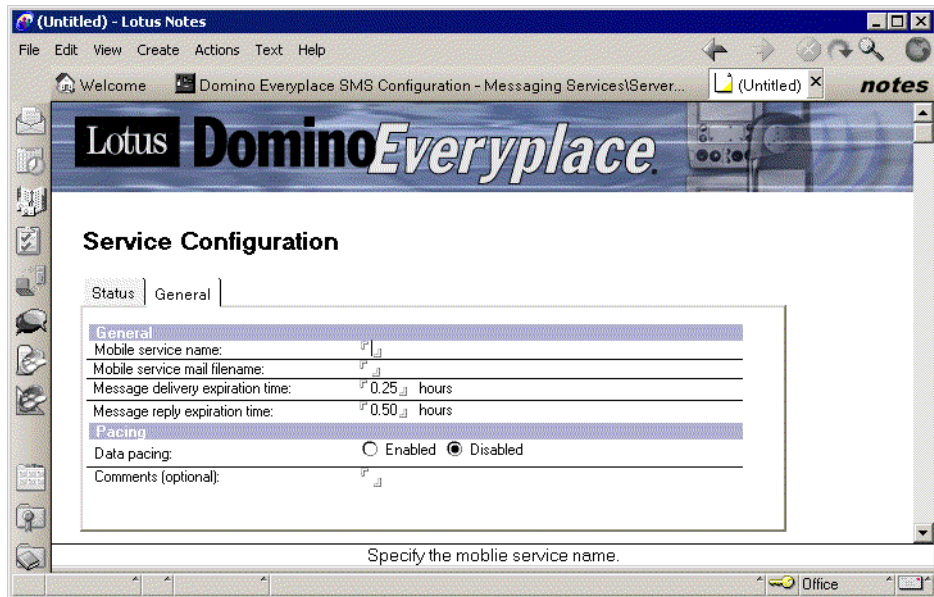 (Untitled) - Lotus Notes
File Edit View Create Actions Text Help
Welcome Domino Everyplace SMS Configuration - Messaging Services\Server... (Untitled) notes
Lotus Domino Everyplace.
Service Configuration
Status General
General
Mobile service name:
Mobile service mail filename:
Message delivery expiration time: 0.25 hours
Message reply expiration time: 0.50 hours
Pacing
Data pacing: Enabled Disabled
Comments (optional):
Specify the moblie service name.
Office